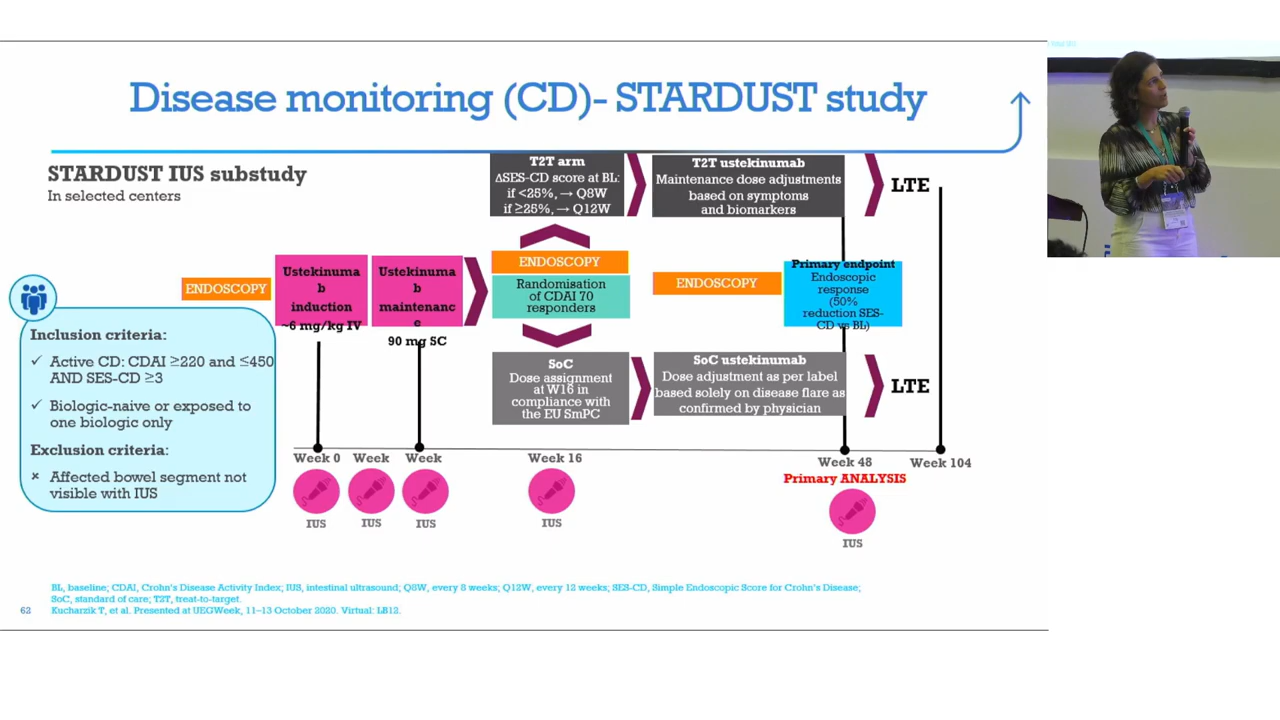 Disease monitoring (CD)- STARDUST study
STARDUST IUS substudy
In selected centers
T2T arm
ΔSES-CD score at BL:
if <25%, → Q8W
if ≥25%, → Q12W
T2T ustekinumab
Maintenance dose adjustments
based on symptoms
and biomarkers
LTE
ENDOSCOPY
Ustekinuma
b
induction
~6 mg/kg IV
Ustekinuma
b
maintenanc
e
90 mg SC
ENDOSCOPY
Randomisation
of CDAI 70
responders
ENDOSCOPY
Primary endpoint
Endoscopic
response
(50%
reduction SES-
CD vs BL)
Inclusion criteria:
✓ Active CD: CDAI ≥220 and ≤450
AND SES-CD ≥3
✓ Biologic-naive or exposed to
one biologic only
Exclusion criteria:
× Affected bowel segment not
visible with IUS
SoC
Dose assignment
at W16 in
compliance with
the EU SmPC
SoC ustekinumab
Dose adjustment as per label
based solely on disease flare as
confirmed by physician
LTE
Week 0
Week
Week
Week 16
Week 48
Week 104
Primary ANALYSIS
IUS
IUS
IUS
IUS
IUS
BL, baseline; CDAI, Crohn's Disease Activity Index; IUS, intestinal ultrasound; Q8W, every 8 weeks; Q12W, every 12 weeks; SES-CD, Simple Endoscopic Score for Crohn's Disease;
SoC, standard of care; T2T, treat-to-target.
62
Kucharzik T, et al. Presented at UEGWeek, 11–13 October 2020. Virtual: LB12.